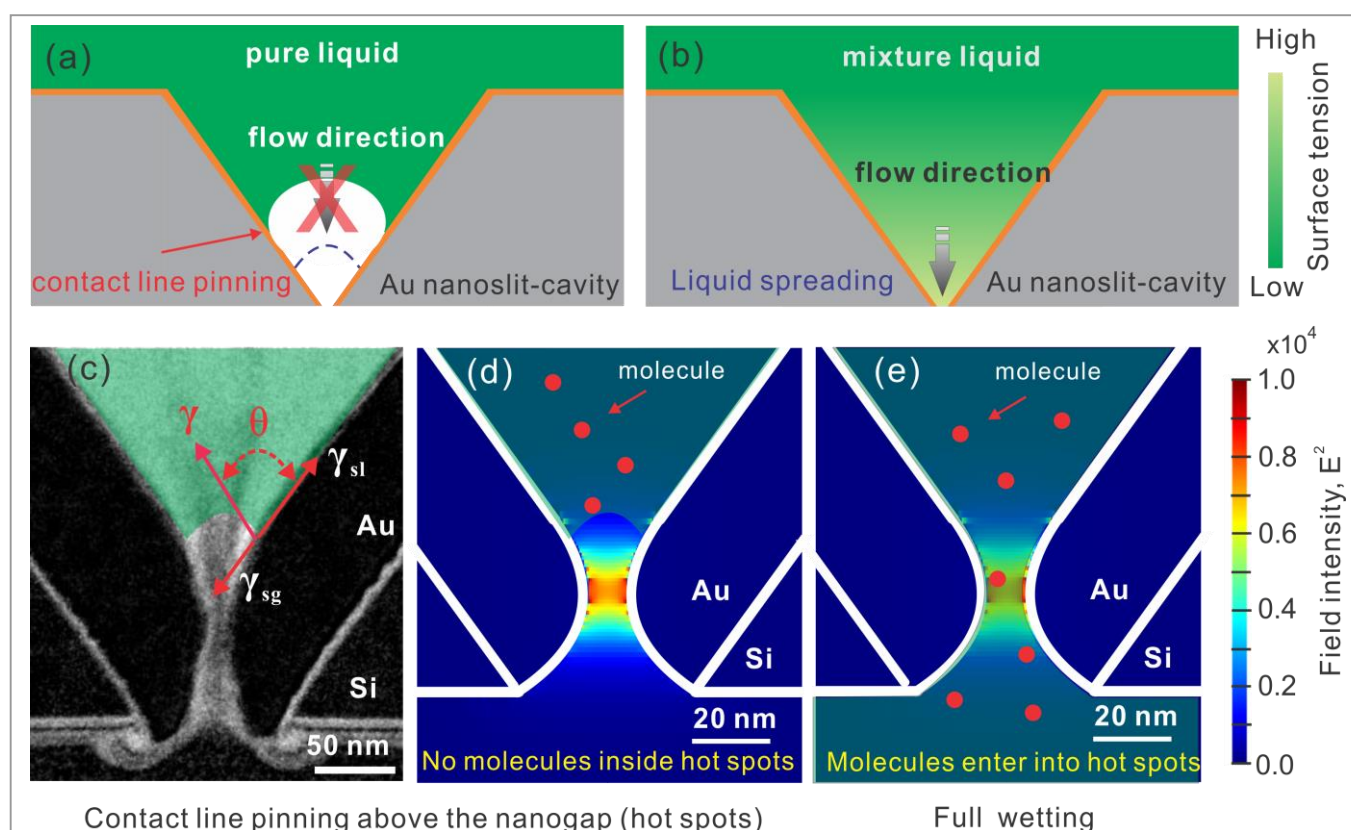 (a)
pure liquid
flow direction
X
contact line pinning
Au nanoslit-cavity
(b)
mixture liquid
flow direction
Liquid spreading
Au nanoslit-cavity
High
Surface tension
Low
(c)
γ
θ
γsl
Au
γsg
Si
50 nm
(d)
molecule
Au
Si
20 nm
No molecules inside hot spots
(e)
molecule
Au
Si
20 nm
Molecules enter into hot spots
x10⁴
1.0
0.8
0.6
0.4
0.2
0.0
Field intensity, E²
Contact line pinning above the nanogap (hot spots)
Full wetting